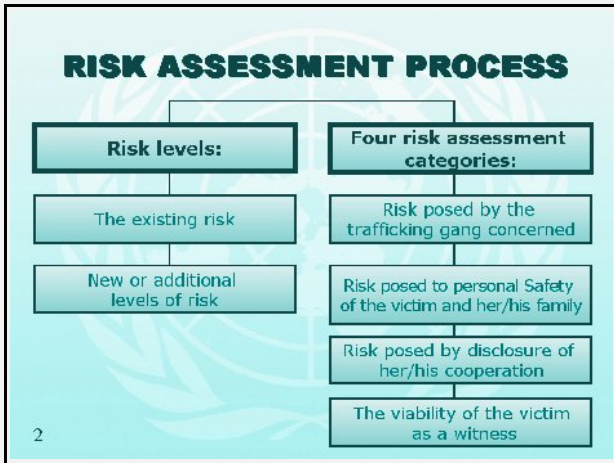 RISK ASSESSMENT PROCESS
Risk levels:
The existing risk
New or additional
levels of risk
Four risk assessment
categories:
Risk posed by the
trafficking gang concerned
Risk posed to personal Safety
of the victim and her/his family
Risk posed by disclosure of
her/his cooperation
The viability of the victim
as a witness
2